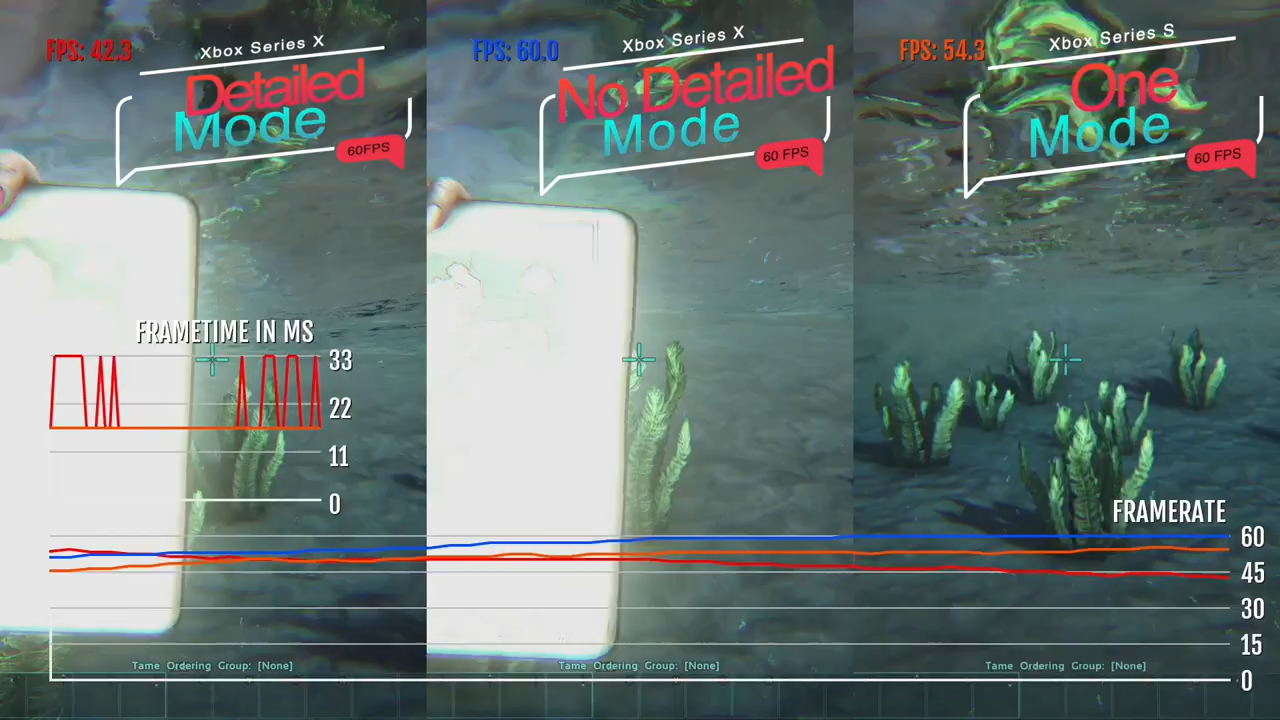 FPS: 42.3
Xbox Series X
Detailed
Mode
60FPS
FPS: 60.0
Xbox Series X
No Detailed
Mode
60 FPS
FPS: 54.3
Xbox Series S
One
Mode
60 FPS
FRAMETIME IN MS
33
22
11
0
FRAMERATE
60
45
30
15
0
Tame Ordering Group: [None]
Tame Ordering Group: [None]
Tame Ordering Group: [None]